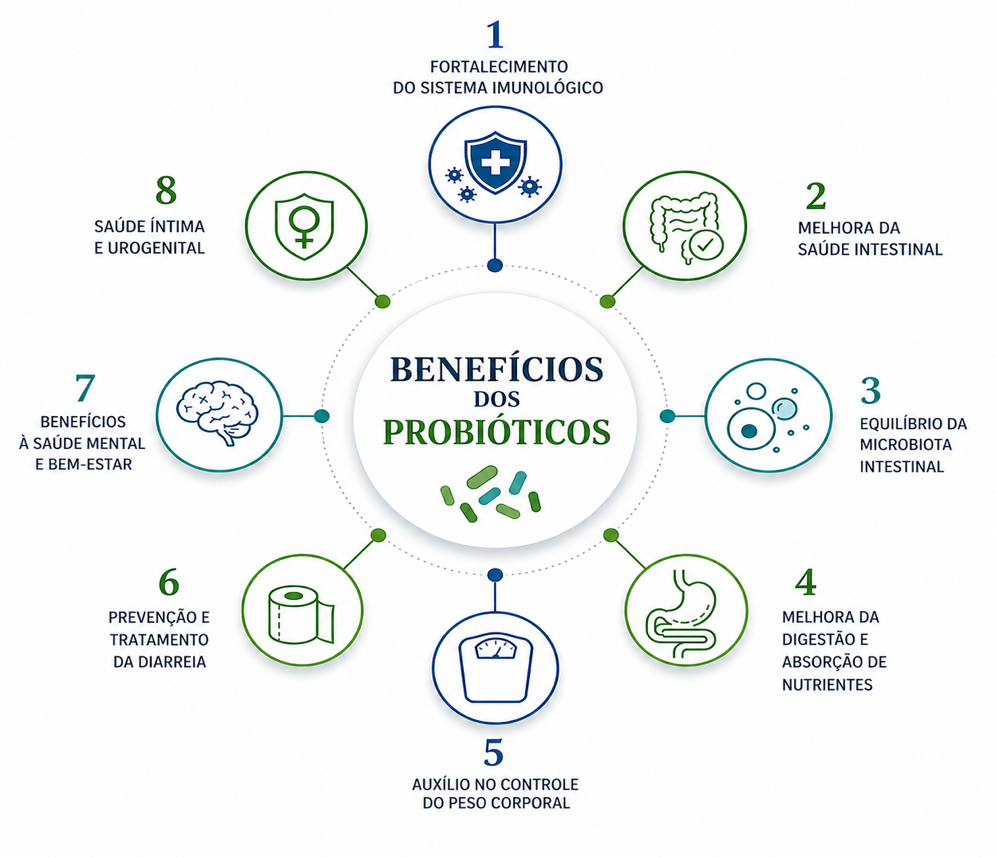 BENEFÍCIOS
DOS
PROBIÓTICOS
1
FORTALECIMENTO
DO SISTEMA IMUNOLÓGICO
2
MELHORA DA
SAÚDE INTESTINAL
3
EQUILÍBRIO DA
MICROBIOTA
INTESTINAL
4
MELHORA DA
DIGESTÃO E
ABSORÇÃO DE
NUTRIENTES
5
AUXÍLIO NO CONTROLE
DO PESO CORPORAL
6
PREVENÇÃO E
TRATAMENTO
DA DIARREIA
7
BENEFÍCIOS
À SAÚDE MENTAL
E BEM-ESTAR
8
SAÚDE ÍNTIMA
E UROGENITAL